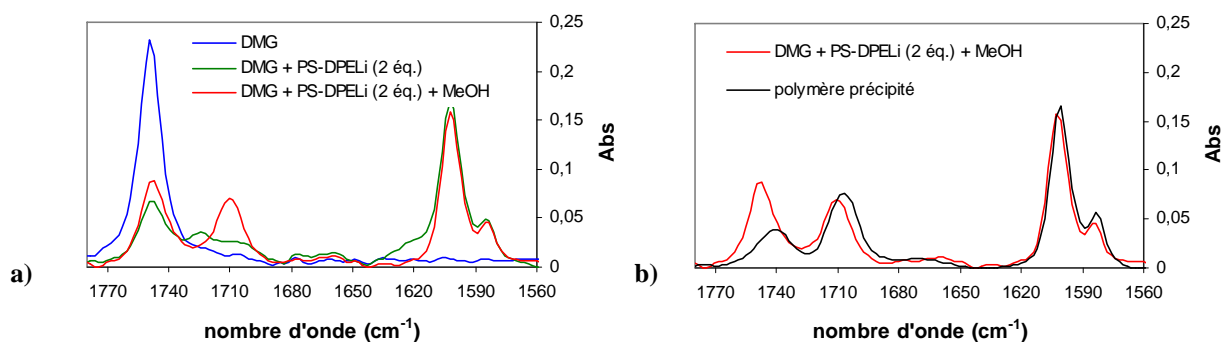 DMG
DMG + PS-DPELi (2 éq.)
DMG + PS-DPELi (2 éq.) + MeOH
0,25
0,2
0,15
0,1
0,05
0
Abs
1770 1740 1710 1680 1650 1620 1590 1560
nombre d'onde (cm⁻¹)
a)
DMG + PS-DPELi (2 éq.) + MeOH
polymère précipité
0,25
0,2
0,15
0,1
0,05
0
Abs
1770 1740 1710 1680 1650 1620 1590 1560
nombre d'onde (cm⁻¹)
b)